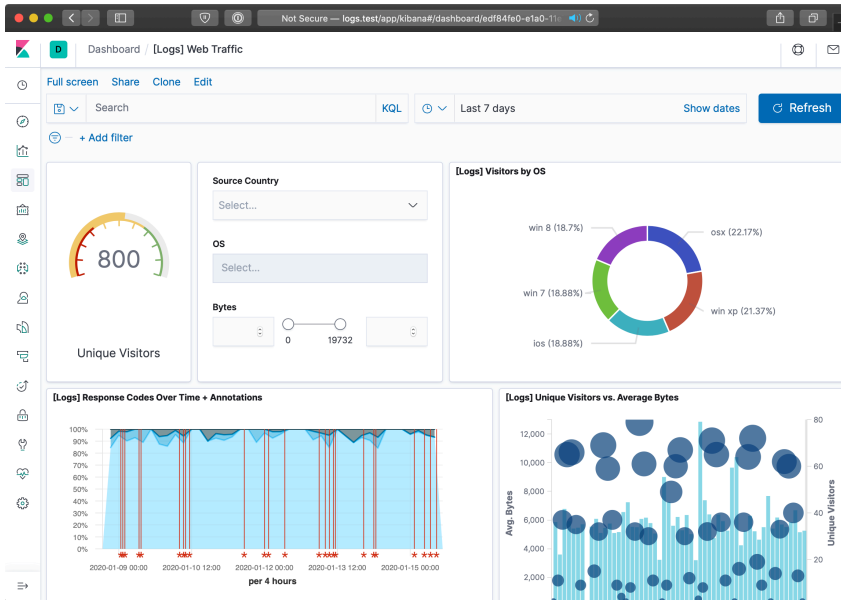 Not Secure — logs.test/app/kibana#/dashboard/edf84fe0-e1a0-11e
D
Dashboard / [Logs] Web Traffic
Full screen Share Clone Edit
Search KQL Last 7 days Show dates Refresh
+ Add filter
800
Unique Visitors
Source Country
Select...
OS
Select...
Bytes
0 19732
[Logs] Visitors by OS
win 8 (18.7%)
osx (22.17%)
win 7 (18.88%)
win xp (21.37%)
ios (18.88%)
[Logs] Response Codes Over Time + Annotations
100%
90%
80%
70%
60%
50%
40%
30%
20%
10%
0%
2020-01-09 00:00 2020-01-10 12:00 2020-01-12 00:00 2020-01-13 12:00 2020-01-15 00:00
per 4 hours
[Logs] Unique Visitors vs. Average Bytes
Avg. Bytes
12,000
10,000
8,000
6,000
4,000
2,000
80
60
40
20
Unique Visitors